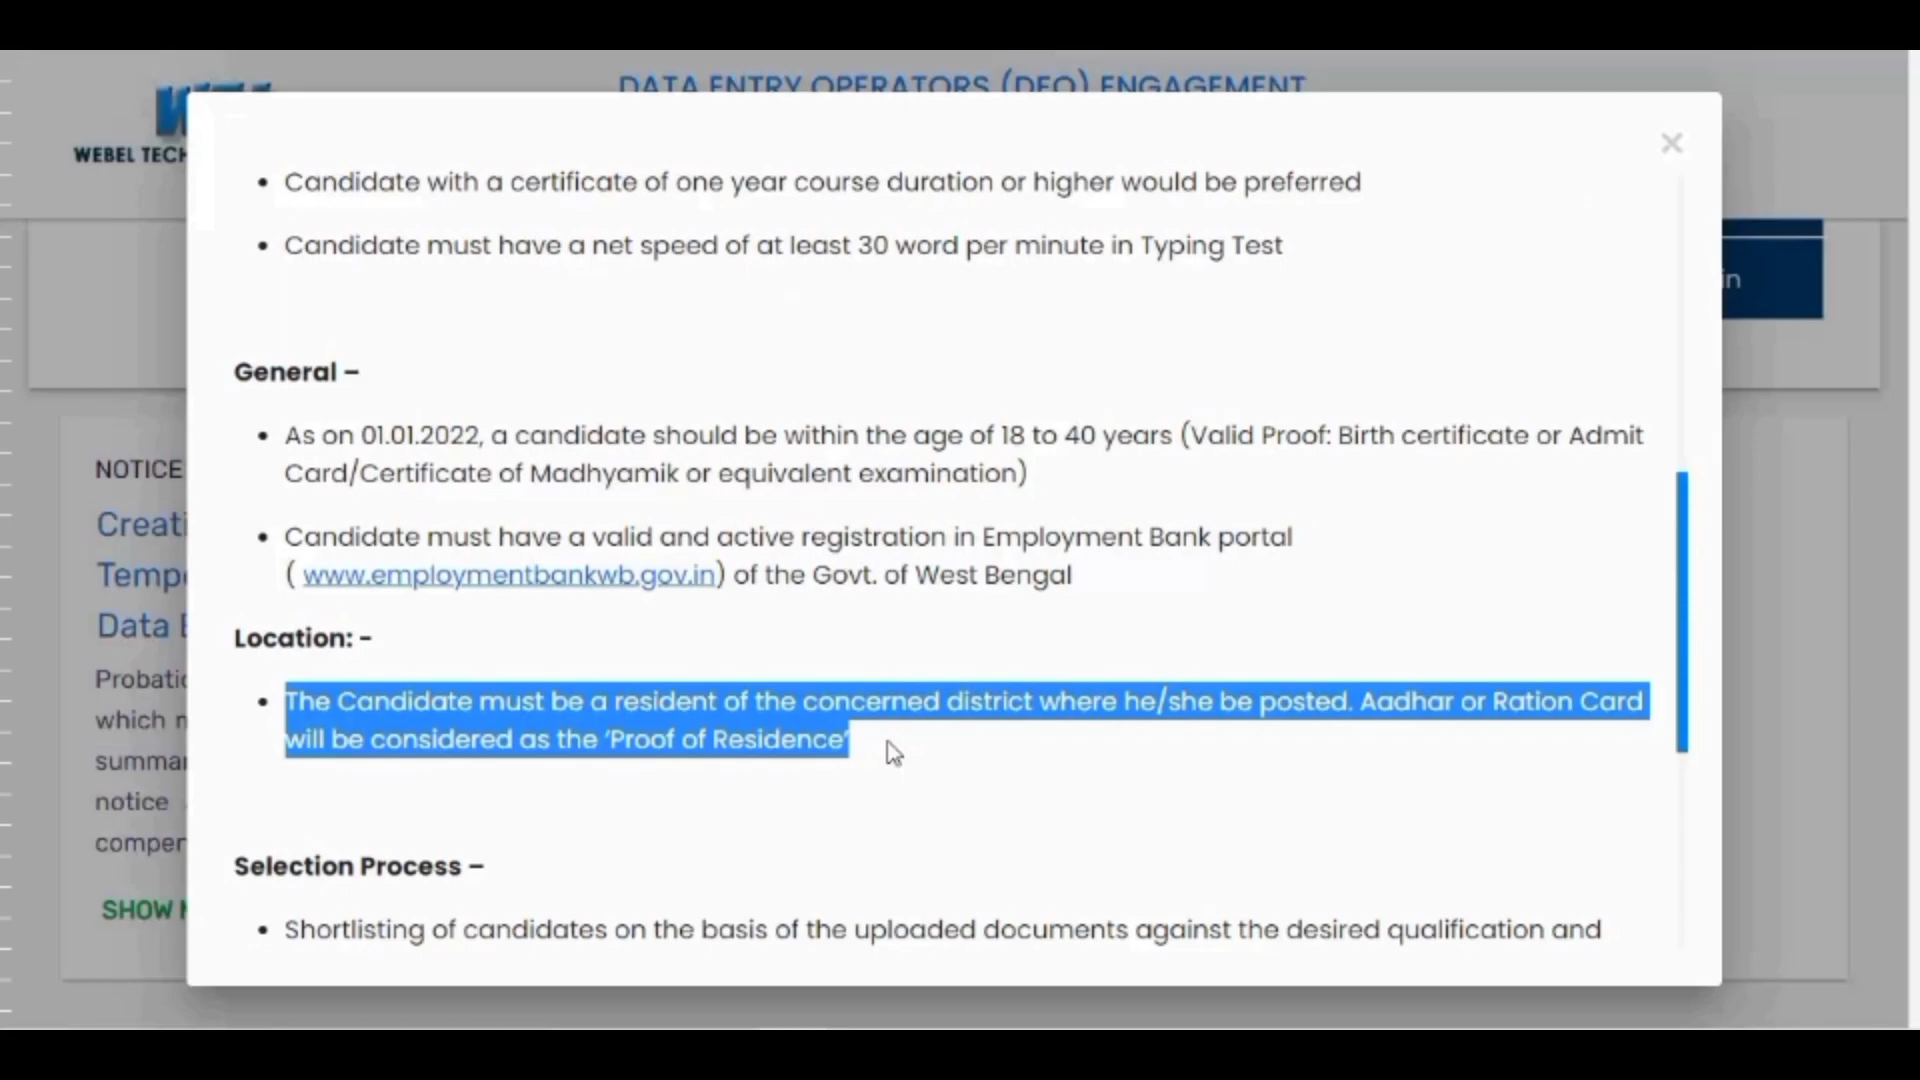 DATA ENTRY OPERATORS (DEO) ENGAGEMENT
WEBEL TECH
• Candidate with a certificate of one year course duration or higher would be preferred
• Candidate must have a net speed of at least 30 word per minute in Typing Test
in
General –
• As on 01.01.2022, a candidate should be within the age of 18 to 40 years (Valid Proof: Birth certificate or Admit
Card/Certificate of Madhyamik or equivalent examination)
• Candidate must have a valid and active registration in Employment Bank portal
( www.employmentbankwb.gov.in) of the Govt. of West Bengal
Location: -
• The Candidate must be a resident of the concerned district where he/she be posted. Aadhar or Ration Card
will be considered as the ‘Proof of Residence’
Selection Process –
• Shortlisting of candidates on the basis of the uploaded documents against the desired qualification and
NOTICE
Creati
Temp
Data
Probatic
which
summar
notice
comper
SHOW